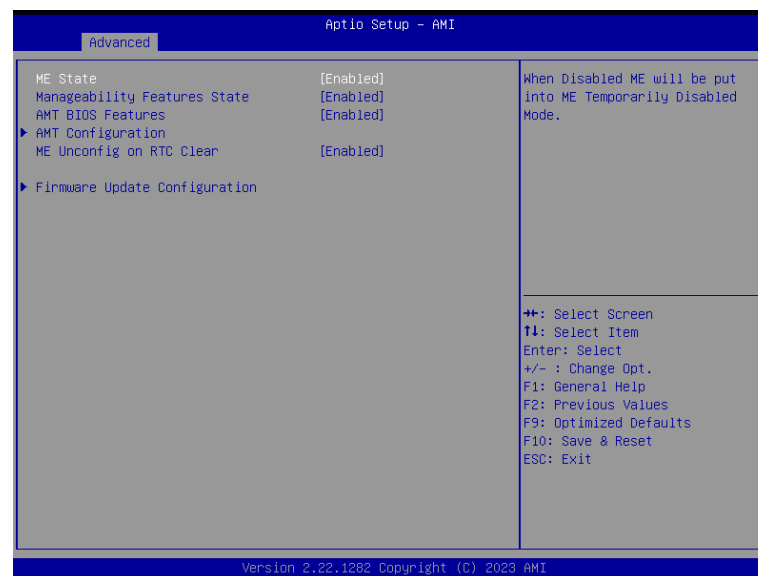 Aptio Setup – AMI
Advanced
ME State [Enabled]
Manageability Features State [Enabled]
AMT BIOS Features [Enabled]
AMT Configuration
ME Unconfig on RTC Clear [Enabled]
Firmware Update Configuration
When Disabled ME will be put
into ME Temporarily Disabled
Mode.
→←: Select Screen
↑↓: Select Item
Enter: Select
+/- : Change Opt.
F1: General Help
F2: Previous Values
F9: Optimized Defaults
F10: Save & Reset
ESC: Exit
Version 2.22.1282 Copyright (C) 2023 AMI